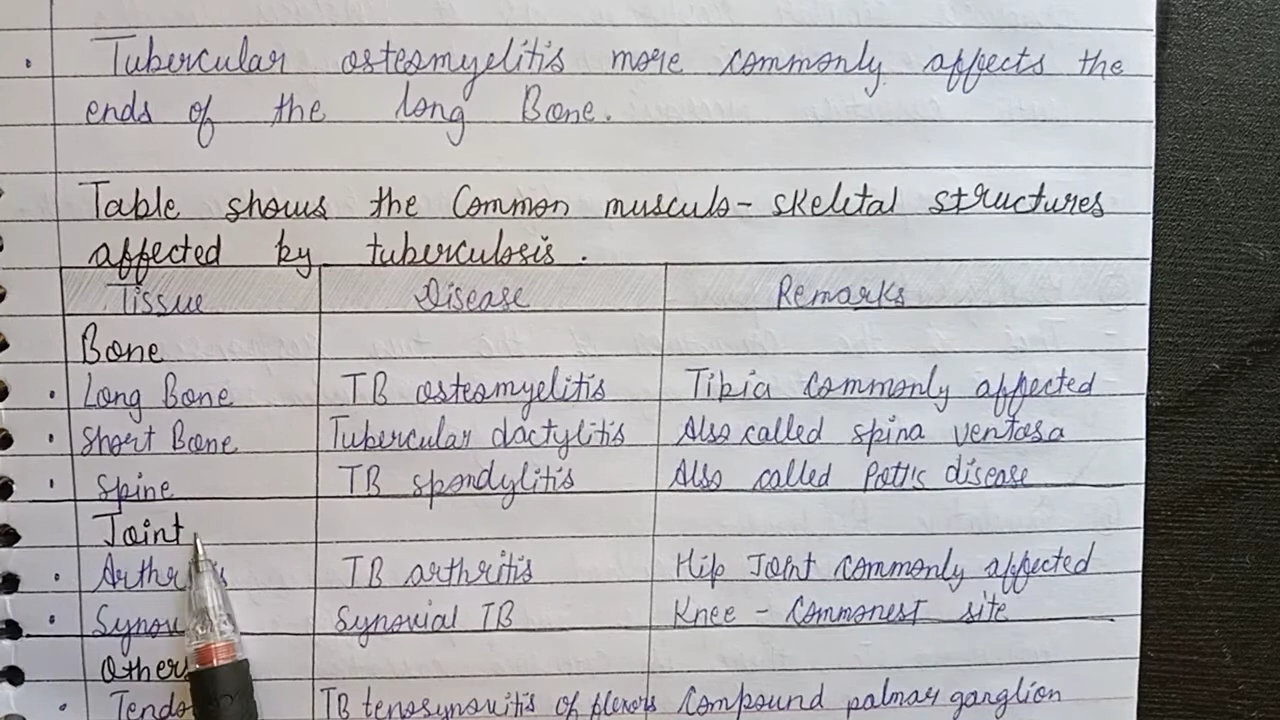 Tubercular osteomyelitis more commonly affects the
ends of the long Bone.
Table shows the Common musculo-skeletal structures
affected by tuberculosis.
Tissue Disease Remarks
Bone
Long Bone TB osteomyelitis Tibia commonly affected
Short Bone Tubercular dactylitis Also called spina ventosa
Spine TB spondylitis Also called Pott's disease
Joint
TB arthritis Hip Joint commonly affected
Synovial TB Knee - Commonest site
Others
TB tenosynovitis of flexors Compound palmar ganglion